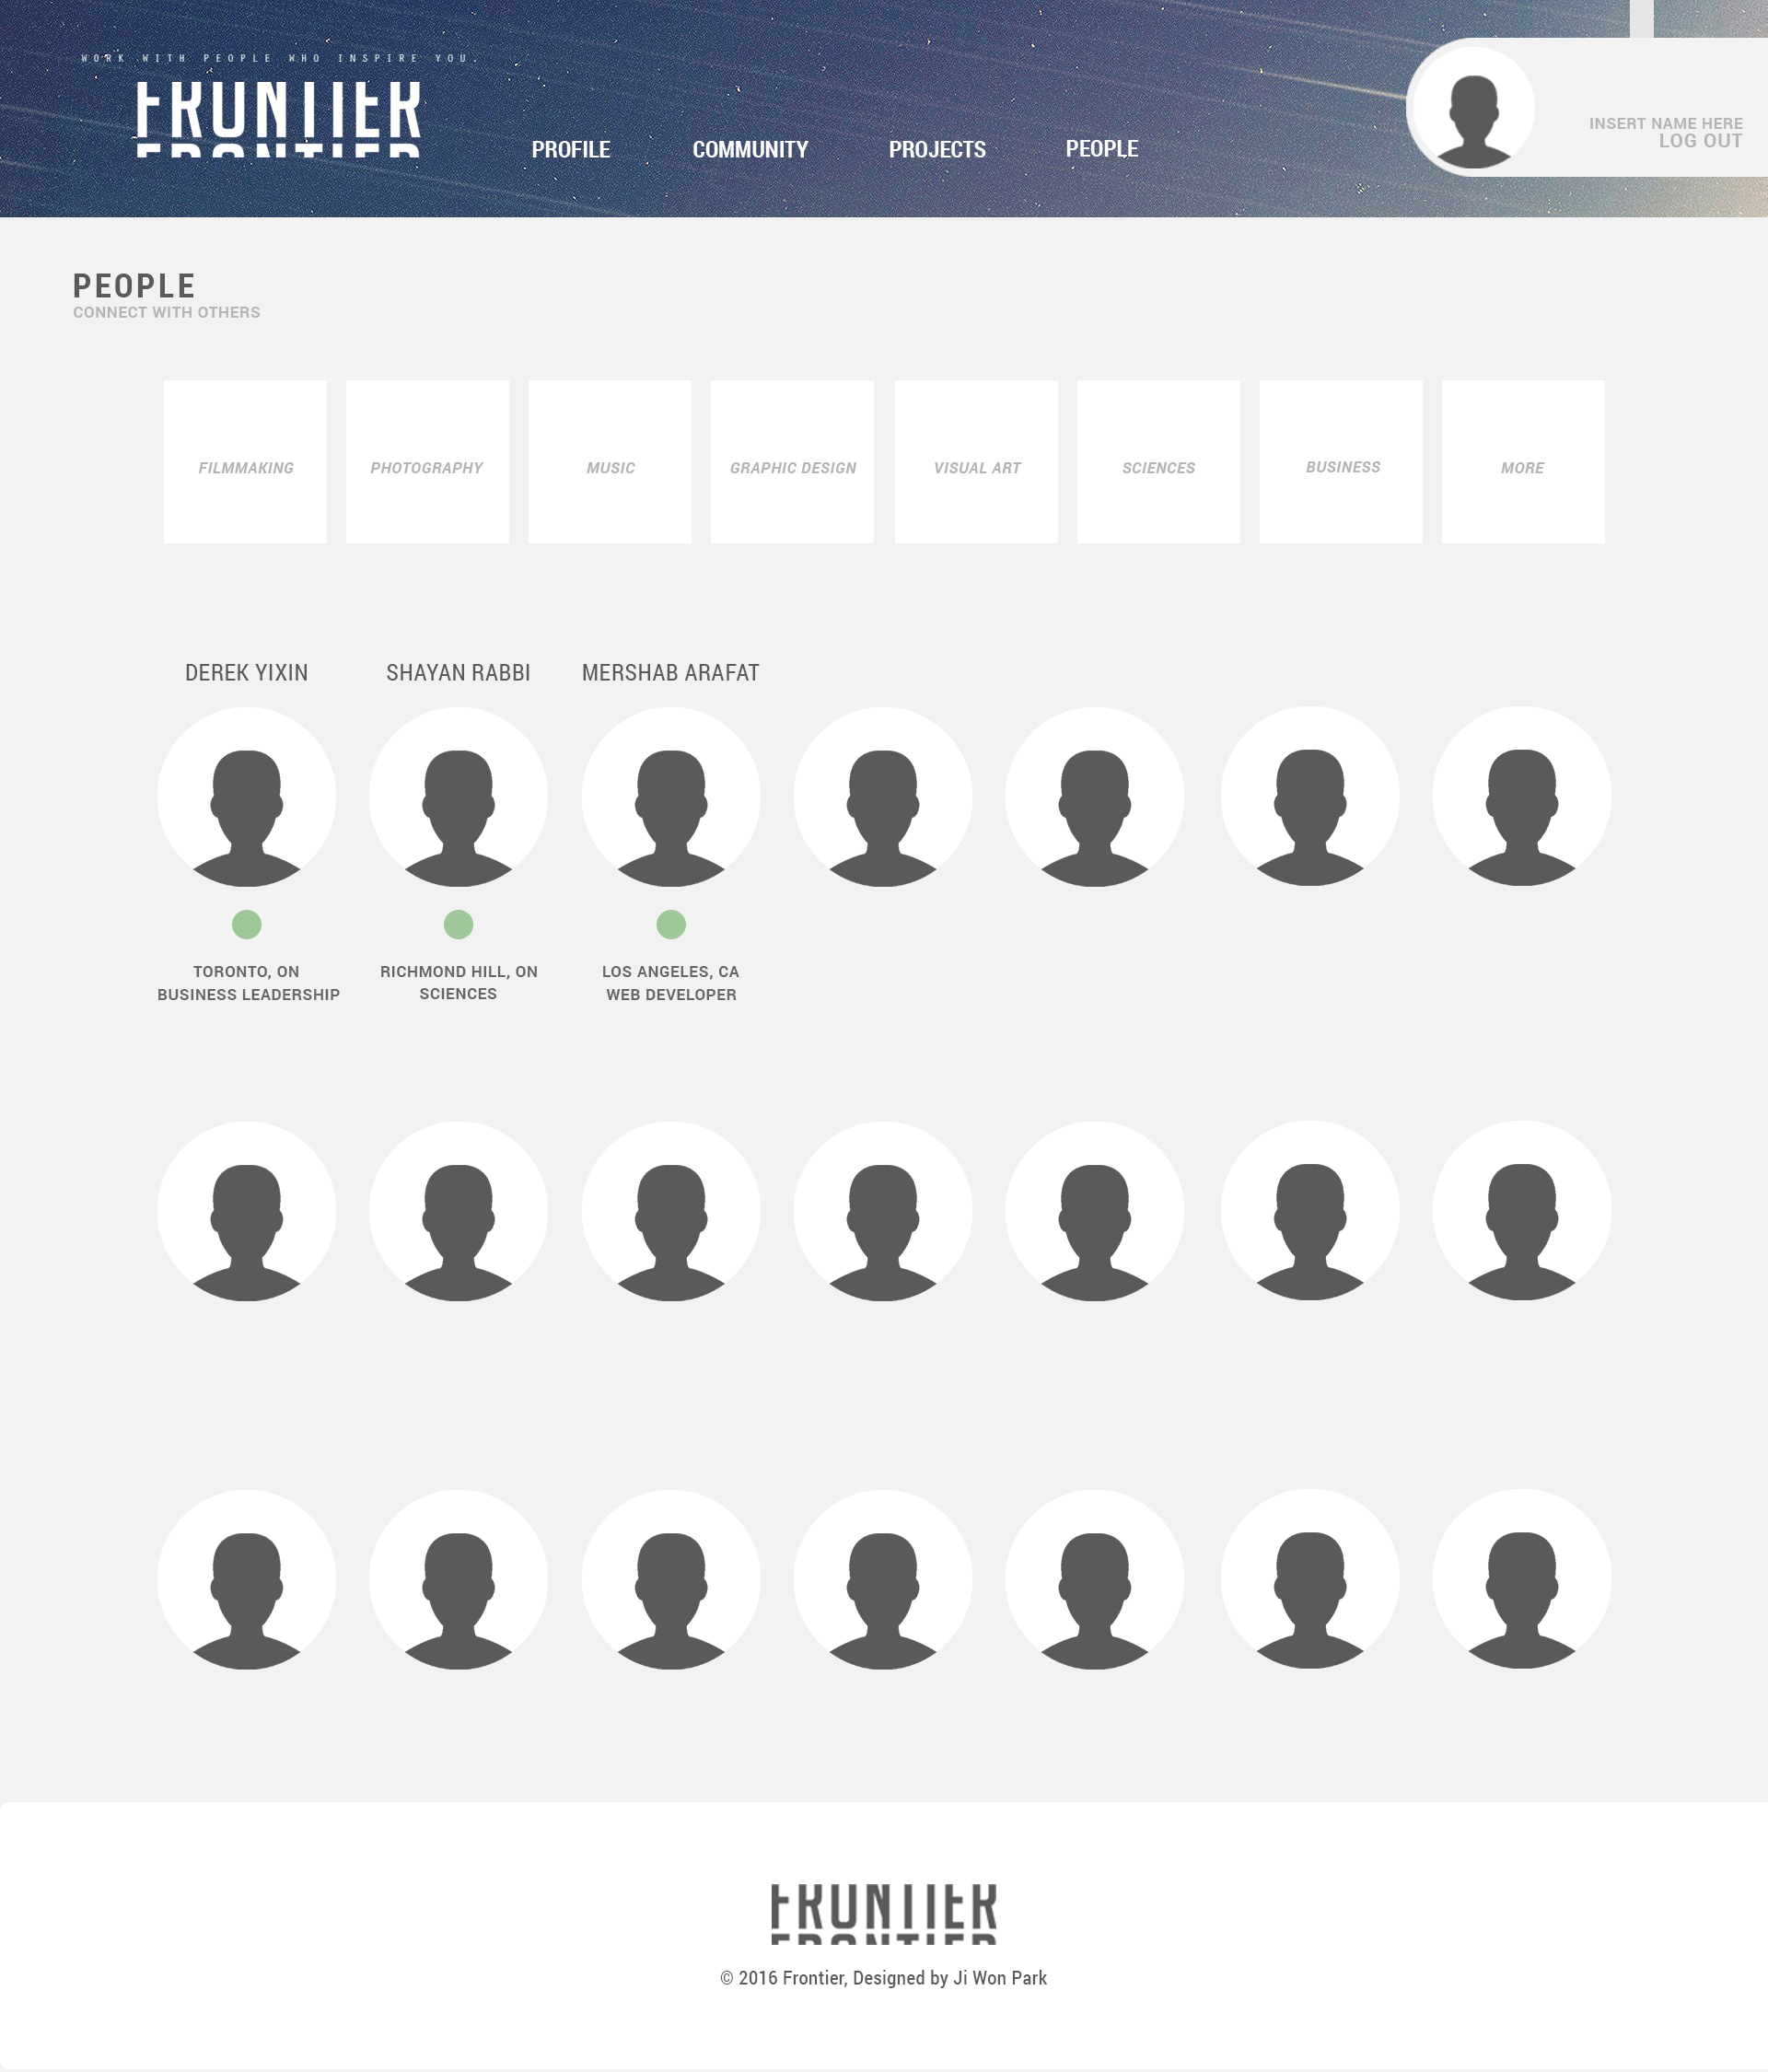 WORK WITH PEOPLE WHO INSPIRE YOU.
FRONTIER
PROFILE COMMUNITY PROJECTS PEOPLE
INSERT NAME HERE
LOG OUT
PEOPLE
CONNECT WITH OTHERS
FILMMAKING PHOTOGRAPHY MUSIC GRAPHIC DESIGN VISUAL ART SCIENCES BUSINESS MORE
DEREK YIXIN SHAYAN RABBI MERSHAB ARAFAT
TORONTO, ON RICHMOND HILL, ON LOS ANGELES, CA
BUSINESS LEADERSHIP SCIENCES WEB DEVELOPER
FRONTIER
© 2016 Frontier, Designed by Ji Won Park